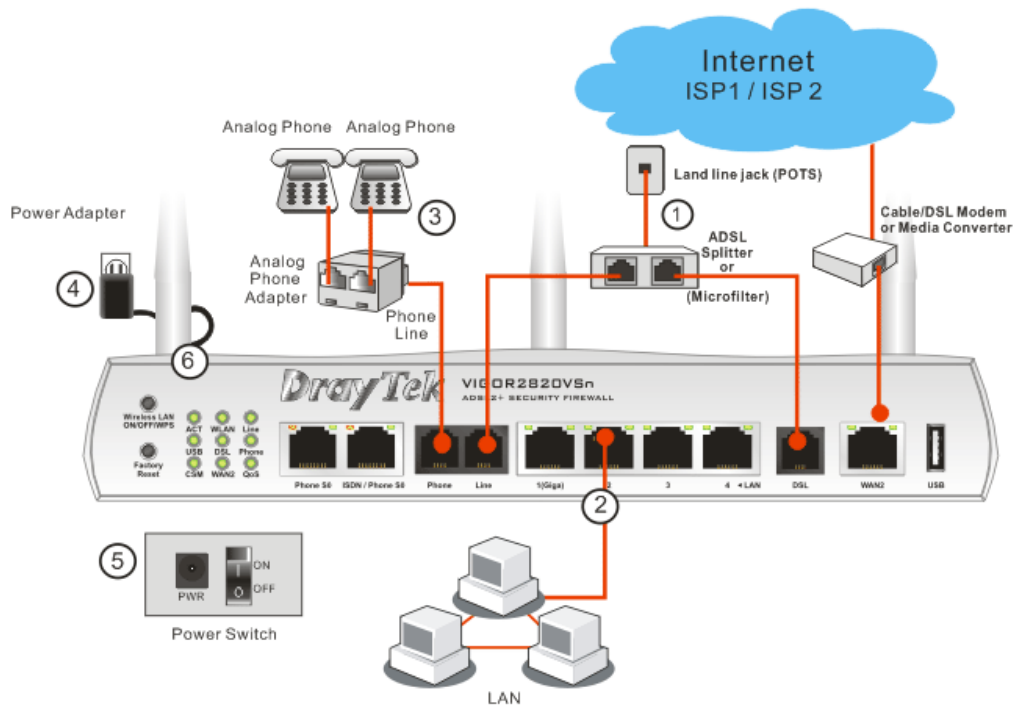 Internet
ISP1 / ISP 2
Analog Phone
Analog Phone
Land line jack (POTS)
1
3
Power Adapter
Cable/DSL Modem
or Media Converter
ADSL
Splitter
or
(Microfilter)
Analog
Phone
Adapter
4
Phone
Line
6
DrayTek
VIGOR2820VSn
ADSL2+ SECURITY FIREWALL
Wireless LAN
ON/OFF/WPS
ACT WLAN Line
USB DSL Phone
Factory
Reset
CSM WAN2 QoS
Phone S0
ISDN / Phone S0
Phone
Line
1(Giga)
2
3
4 ◄LAN
DSL
WAN2
USB
2
5
PWR
ON
I
O
OFF
Power Switch
LAN